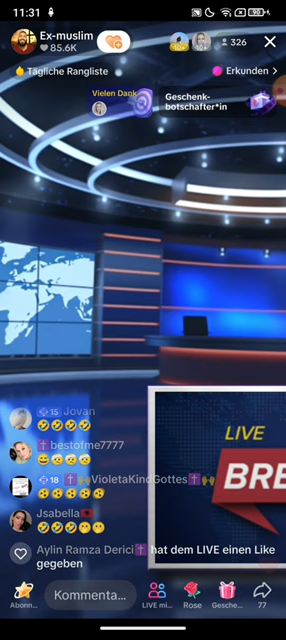 11:31
90
Ex-muslim
85.6K
10+ 10+ 326
Tägliche Rangliste
Erkunden >
Vielen Dank
Geschenk-
botschafter*in
LIVE
BRE
15 Jovan
🤣🤣🤣🤣
✝️bestofme7777
😅😁😁😁
18 ✝️🙌VioletaKindGottes✝️🙌
Jsabella🇦🇱
🤣🤣🤣
Aylin Ramza Derici✝️ hat dem LIVE einen Like
gegeben
Kommenta...
Abonn...
LIVE mi...
Rose
Gesche...
77